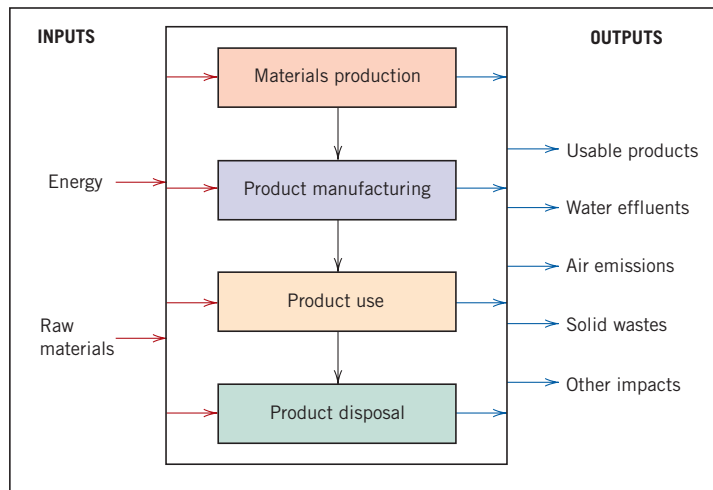 INPUTS
OUTPUTS
Materials production
Usable products
Energy
Product manufacturing
Water effluents
Air emissions
Product use
Solid wastes
Raw
materials
Other impacts
Product disposal